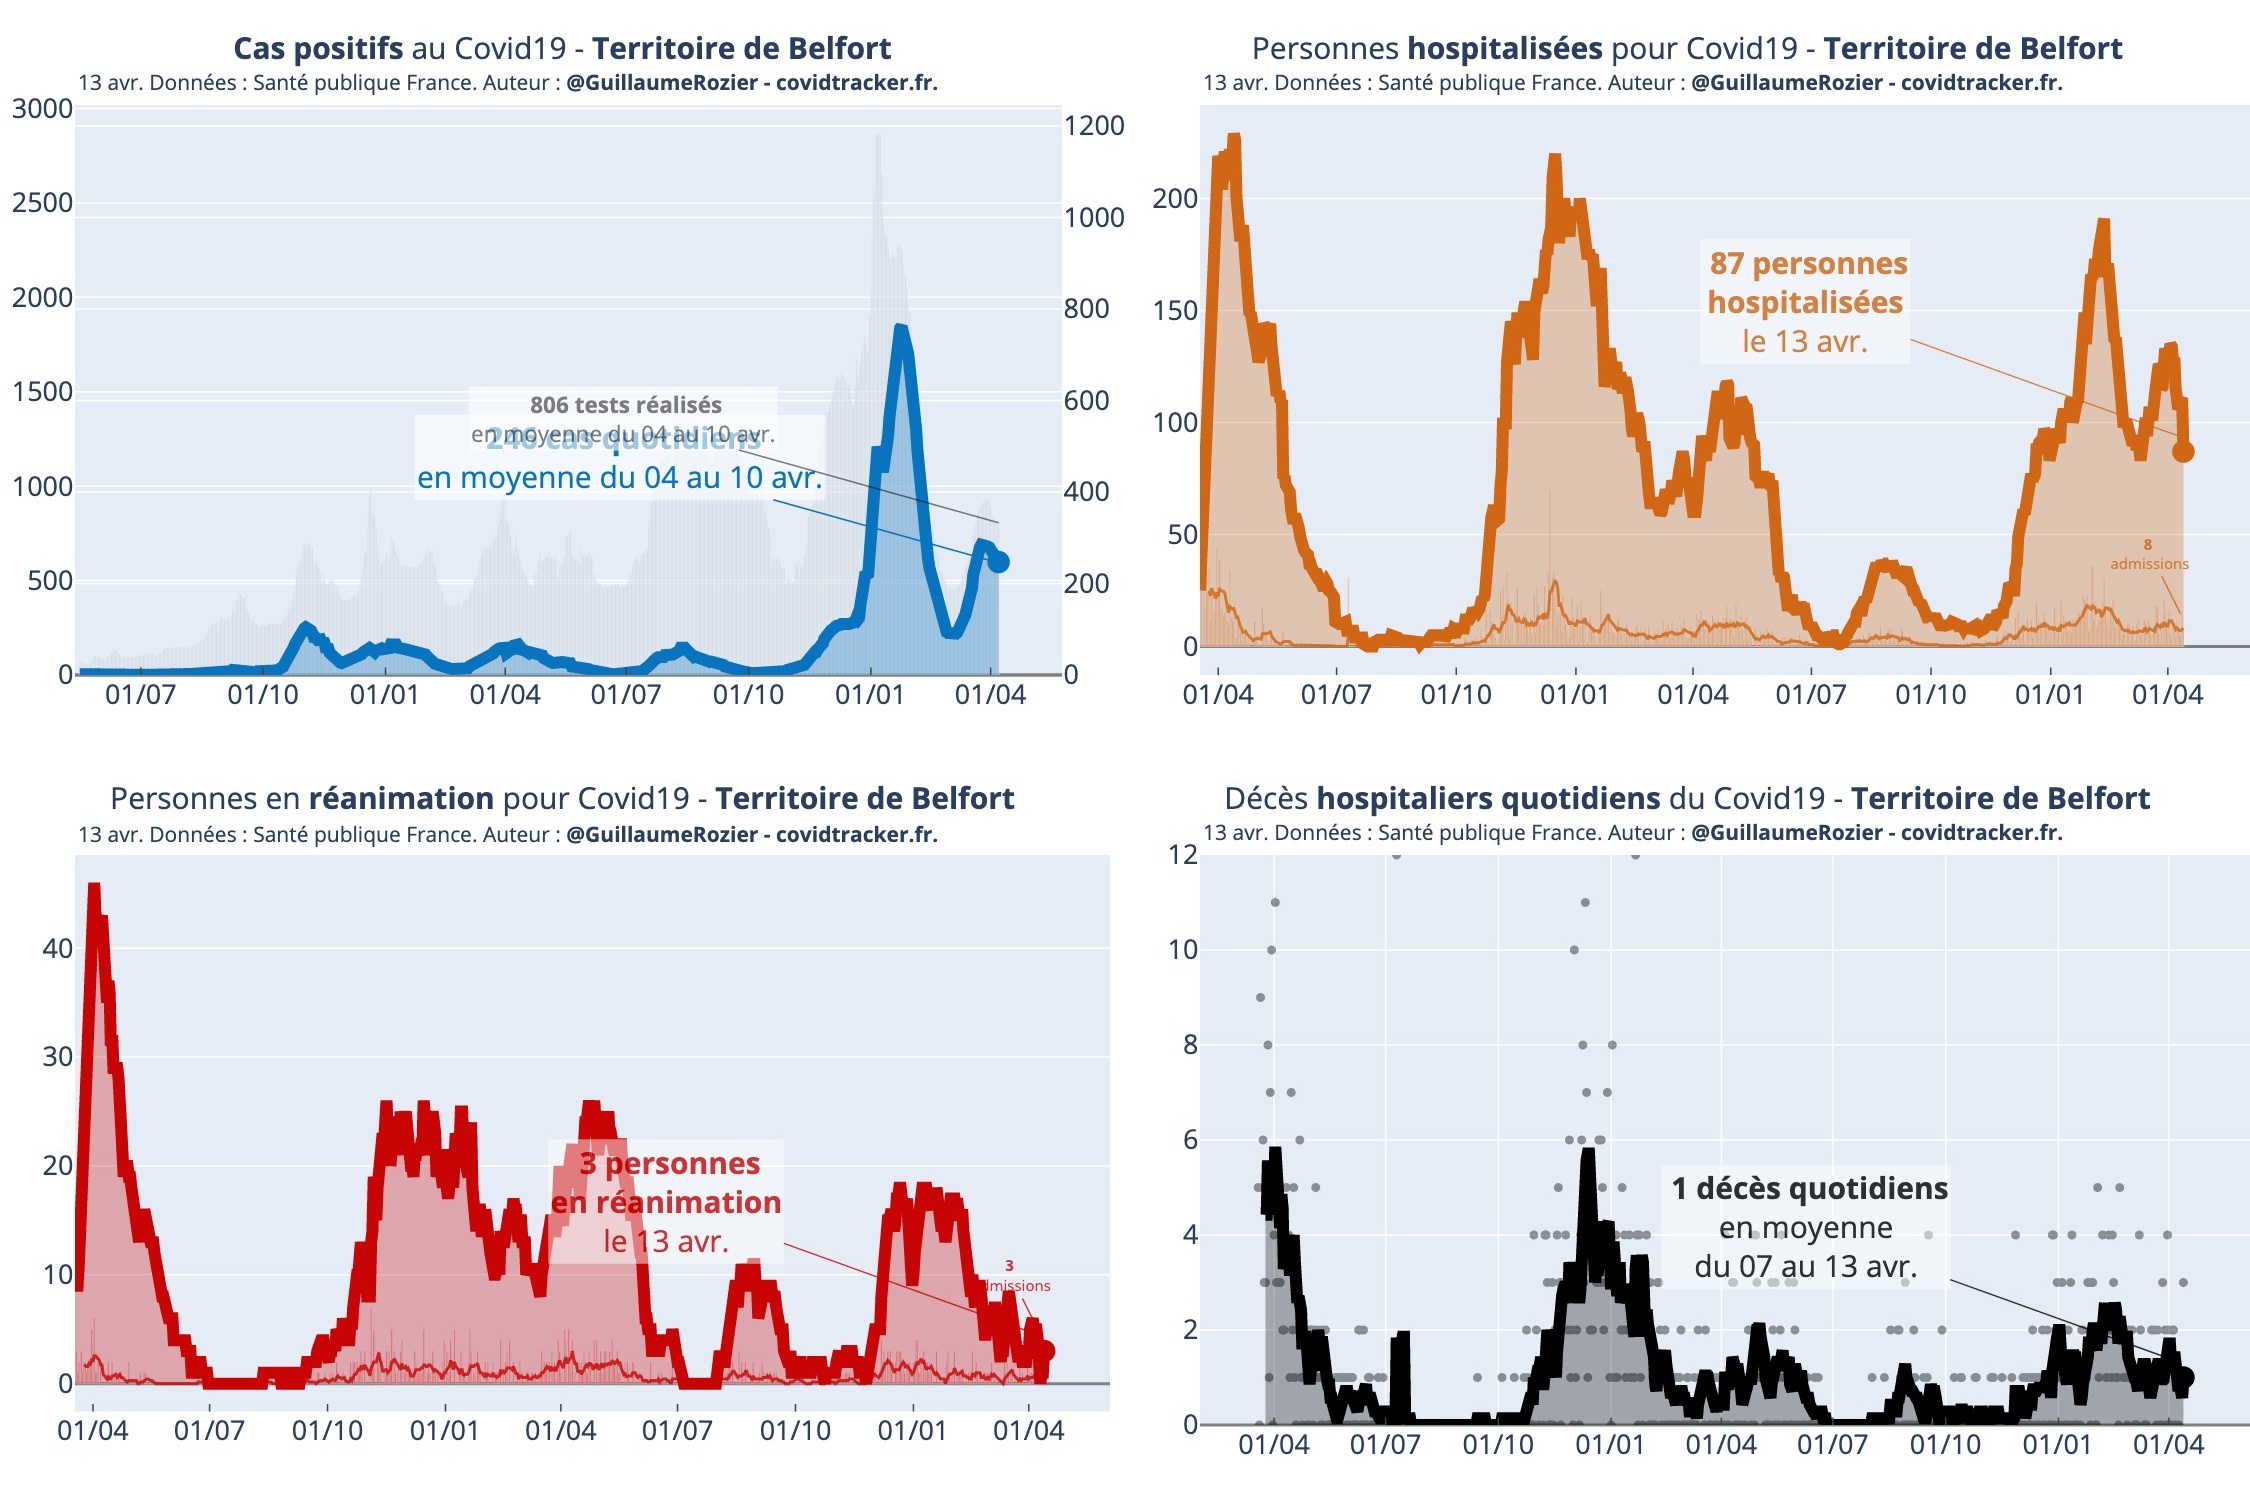 Cas positifs au Covid19 - Territoire de Belfort
13 avr. Données : Santé publique France. Auteur : @GuillaumeRozier - covidtracker.fr.
3000
2500
2000
1500
1000
500
0
1200
1000
800
600
400
200
0
806 tests réalisés
en moyenne du 04 au 10 avr.
246 cas quotidiens
en moyenne du 04 au 10 avr.
01/07 01/10 01/01 01/04 01/07 01/10 01/01 01/04
Personnes hospitalisées pour Covid19 - Territoire de Belfort
13 avr. Données : Santé publique France. Auteur : @GuillaumeRozier - covidtracker.fr.
200
150
100
50
0
87 personnes
hospitalisées
le 13 avr.
8
admissions
01/04 01/07 01/10 01/01 01/04 01/07 01/10 01/01 01/04
Personnes en réanimation pour Covid19 - Territoire de Belfort
13 avr. Données : Santé publique France. Auteur : @GuillaumeRozier - covidtracker.fr.
40
30
20
10
0
3 personnes
en réanimation
le 13 avr.
3
admissions
01/04 01/07 01/10 01/01 01/04 01/07 01/10 01/01 01/04
Décès hospitaliers quotidiens du Covid19 - Territoire de Belfort
13 avr. Données : Santé publique France. Auteur : @GuillaumeRozier - covidtracker.fr.
12
10
8
6
4
2
0
1 décès quotidiens
en moyenne
du 07 au 13 avr.
01/04 01/07 01/10 01/01 01/04 01/07 01/10 01/01 01/04